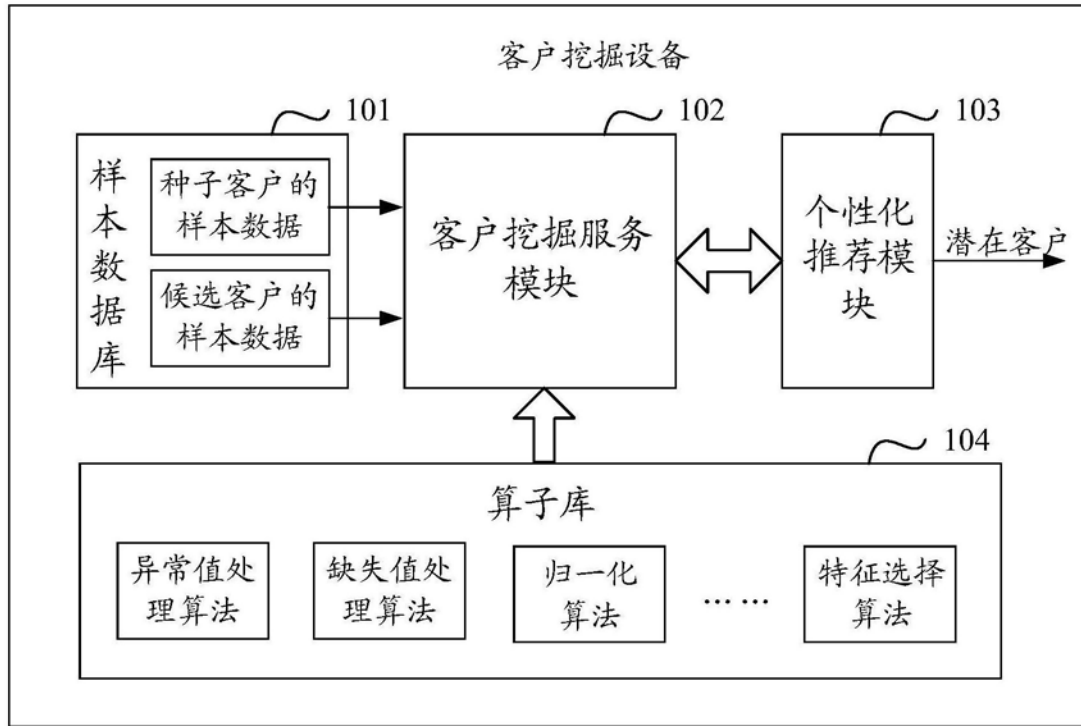 客户挖掘设备
101
102
103
样
本
数
据
库
种子客户的
样本数据
候选客户的
样本数据
客户挖掘服务
模块
个性化
推荐模
块
潜在客户
104
算子库
异常值处
理算法
缺失值处
理算法
归一化
算法
... ...
特征选择
算法